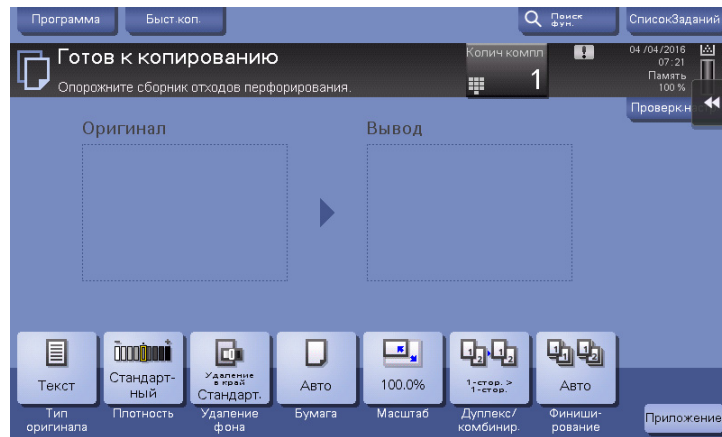 Программа
Быст.коп.
Поиск
фун.
СписокЗаданий
Готов к копированию
Опорожните сборник отходов перфорирования.
Колич компл
1
04/04/2016
07:21
Память
100 %
Проверк.н
Оригинал
Вывод
Текст
Стандарт-
ный
Удаление
в край
Стандарт.
Авто
100.0%
1-стор. >
1-стор.
Авто
Тип
оригинала
Плотность
Удаление
фона
Бумага
Масштаб
Дуплекс/
комбинир.
Финиши-
рование
Приложение